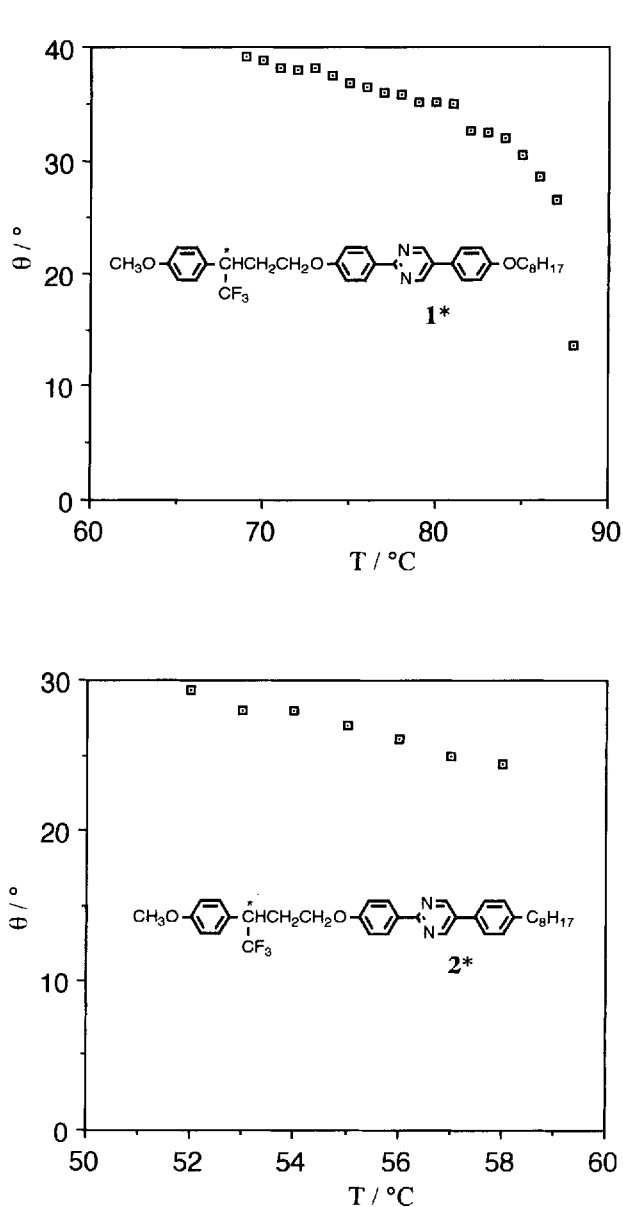 40
30
20
10
0
θ / °
CH₃O
*
CHCH₂CH₂O
CF₃
N
N
OC₈H₁₇
1*
60
70
80
90
T / °C
30
20
10
0
θ / °
CH₃O
*
CHCH₂CH₂O
CF₃
N
N
C₈H₁₇
2*
50
52
54
56
58
60
T / °C